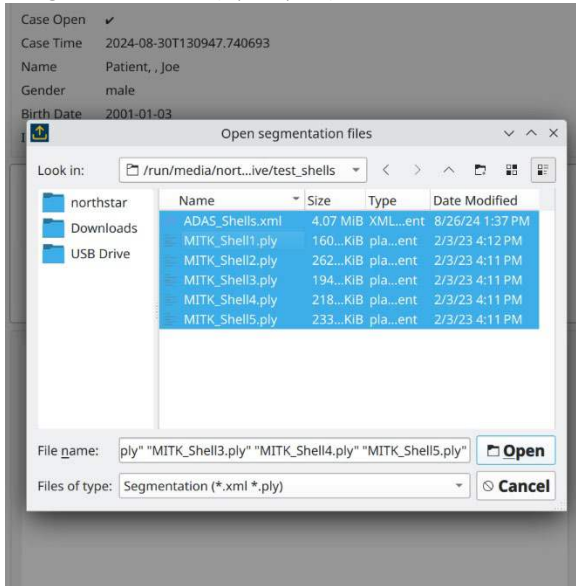 Case Open ✔
Case Time 2024-08-30T130947.740693
Name Patient, , Joe
Gender male
Birth Date 2001-01-03
Open segmentation files
Look in: /run/media/nort...ive/test_shells
northstar
Downloads
USB Drive
Name Size Type Date Modified
ADAS_Shells.xml 4.07 MiB XML...ent 8/26/24 1:37 PM
MITK_Shell1.ply 160...KiB pla...ent 2/3/23 4:12 PM
MITK_Shell2.ply 262...KiB pla...ent 2/3/23 4:11 PM
MITK_Shell3.ply 194...KiB pla...ent 2/3/23 4:11 PM
MITK_Shell4.ply 218...KiB pla...ent 2/3/23 4:11 PM
MITK_Shell5.ply 233...KiB pla...ent 2/3/23 4:11 PM
File name: ply" "MITK_Shell3.ply" "MITK_Shell4.ply" "MITK_Shell5.ply" Open
Files of type: Segmentation (*.xml *.ply) Cancel